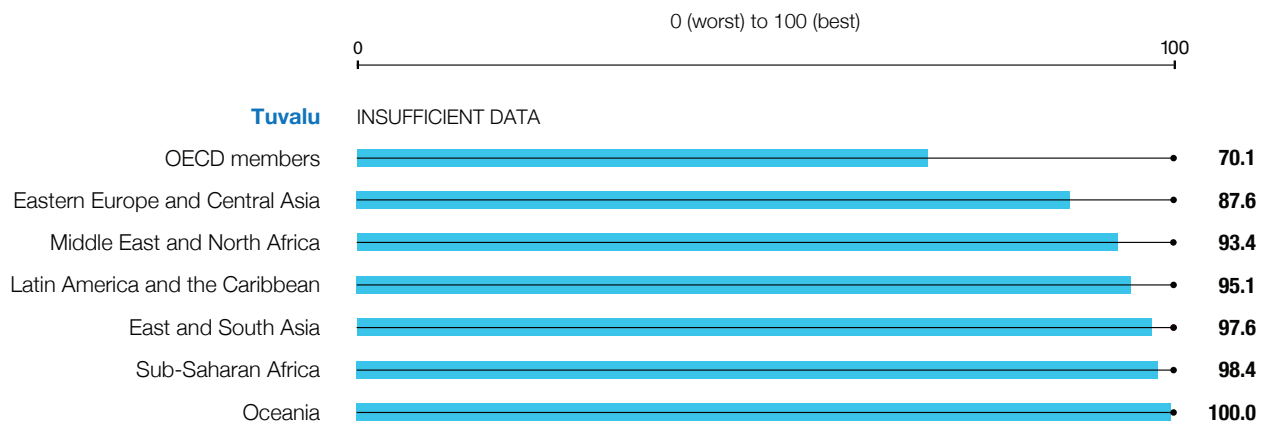 0 (worst) to 100 (best)
0 100
Tuvalu INSUFFICIENT DATA
OECD members 70.1
Eastern Europe and Central Asia 87.6
Middle East and North Africa 93.4
Latin America and the Caribbean 95.1
East and South Asia 97.6
Sub-Saharan Africa 98.4
Oceania 100.0